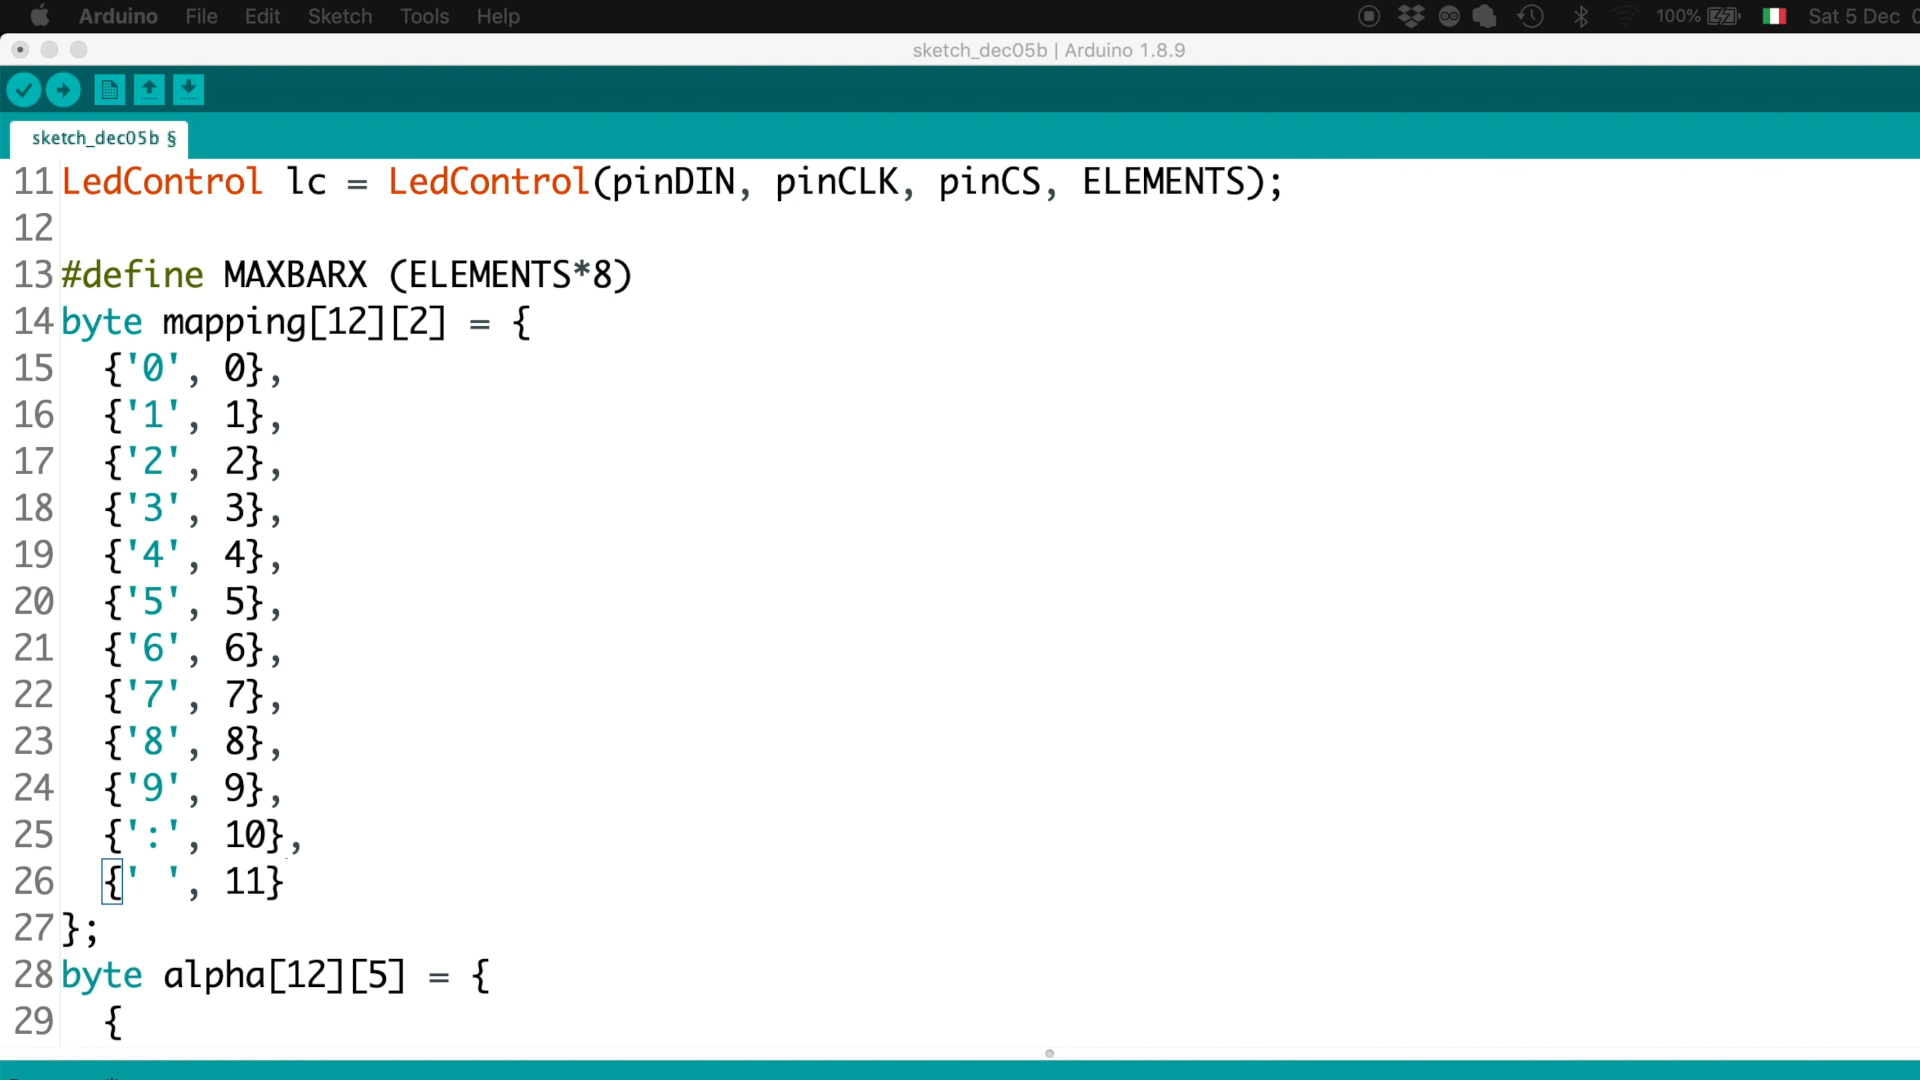 Arduino File Edit Sketch Tools Help 100% Sat 5 Dec
sketch_dec05b | Arduino 1.8.9
sketch_dec05b §
11 LedControl lc = LedControl(pinDIN, pinCLK, pinCS, ELEMENTS);
12
13 #define MAXBARX (ELEMENTS*8)
14 byte mapping[12][2] = {
15 {'0', 0},
16 {'1', 1},
17 {'2', 2},
18 {'3', 3},
19 {'4', 4},
20 {'5', 5},
21 {'6', 6},
22 {'7', 7},
23 {'8', 8},
24 {'9', 9},
25 {':', 10},
26 {' ', 11}
27 };
28 byte alpha[12][5] = {
29 {